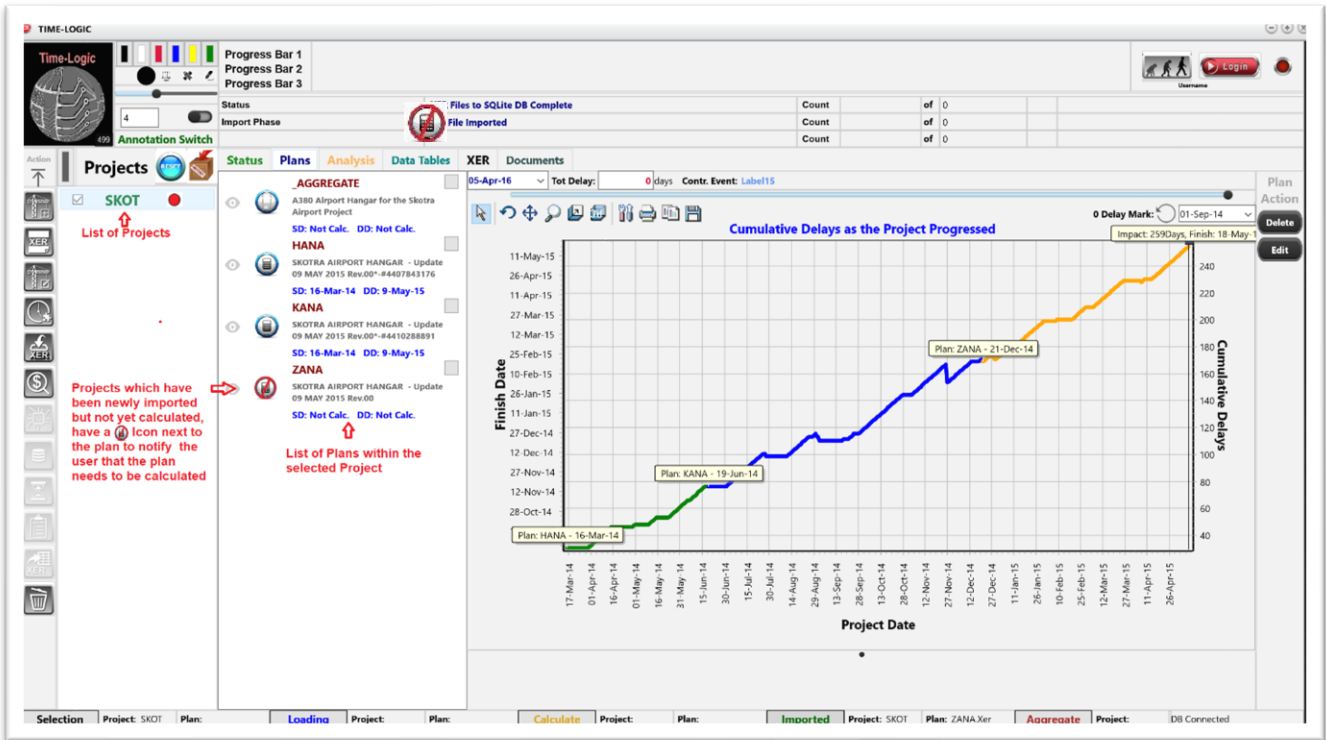 TIME-LOGIC
Time-Logic
499
4
Annotation Switch
Progress Bar 1
Progress Bar 2
Progress Bar 3
Login
Username
Status
Files to SQLite DB Complete
Count
of 0
Import Phase
File Imported
Count
of 0
Count
of 0
Action
Projects
Status Plans Analysis Data Tables XER Documents
SKOT
List of Projects
XER
XER
XER
Projects which have
been newly imported
but not yet calculated,
have a Icon next to
the plan to notify the
user that the plan
needs to be calculated
_AGGREGATE
A380 Airport Hangar for the Skotra
Airport Project
SD: Not Calc. DD: Not Calc.
HANA
SKOTRA AIRPORT HANGAR - Update
09 MAY 2015 Rev.00*-#4407843176
SD: 16-Mar-14 DD: 9-May-15
KANA
SKOTRA AIRPORT HANGAR - Update
09 MAY 2015 Rev.00*-#4410288891
SD: 16-Mar-14 DD: 9-May-15
ZANA
SKOTRA AIRPORT HANGAR - Update
09 MAY 2015 Rev.00
SD: Not Calc. DD: Not Calc.
List of Plans within the
selected Project
05-Apr-16 Tot Delay: 0 days Contr. Event: Label15
0 Delay Mark: 01-Sep-14
Plan
Action
Delete
Edit
Cumulative Delays as the Project Progressed
Impact: 259Days, Finish: 18-May-1
Plan: ZANA - 21-Dec-14
Plan: KANA - 19-Jun-14
Plan: HANA - 16-Mar-14
Finish Date
11-May-15
26-Apr-15
11-Apr-15
27-Mar-15
12-Mar-15
25-Feb-15
10-Feb-15
26-Jan-15
11-Jan-15
27-Dec-14
12-Dec-14
27-Nov-14
12-Nov-14
28-Oct-14
240
220
200
180
160
140
120
100
80
60
40
Cumulative Delays
17-Mar-14
01-Apr-14
16-Apr-14
01-May-14
16-May-14
31-May-14
15-Jun-14
30-Jun-14
15-Jul-14
30-Jul-14
14-Aug-14
29-Aug-14
13-Sep-14
28-Sep-14
13-Oct-14
28-Oct-14
12-Nov-14
27-Nov-14
12-Dec-14
27-Dec-14
11-Jan-15
26-Jan-15
10-Feb-15
25-Feb-15
12-Mar-15
27-Mar-15
11-Apr-15
26-Apr-15
Project Date
Selection Project: SKOT Plan: Loading Project: Plan: Calculate Project: Plan: Imported Project: SKOT Plan: ZANA.Xer Aggregate Project: DB Connected